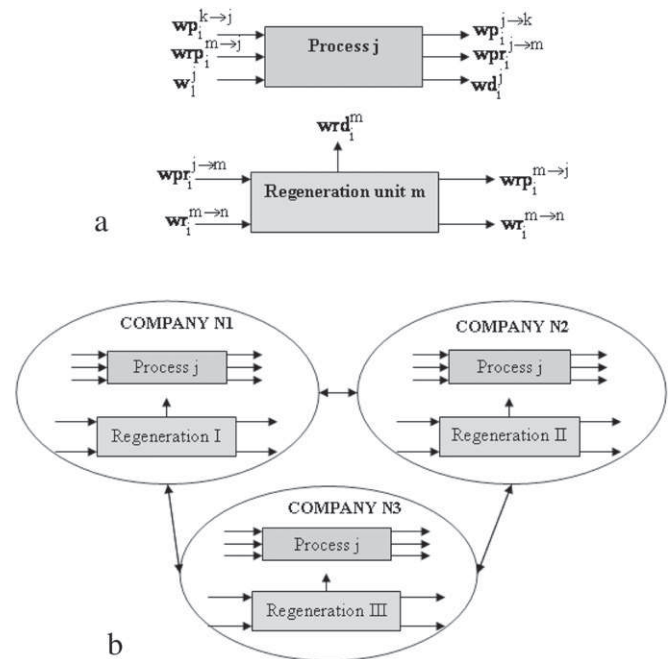 wp_i^{k→j}
Process j
wp_i^{j→k}
wrp_i^{m→j}
wpr_i^{j→m}
w_i^j
wd_i^j
wrd_i^m
wpr_i^{j→m}
Regeneration unit m
wrp_i^{m→j}
wr_i^{m→n}
wr_i^{m→n}
a
COMPANY N1
Process j
Regeneration I
COMPANY N2
Process j
Regeneration II
COMPANY N3
Process j
Regeneration III
b